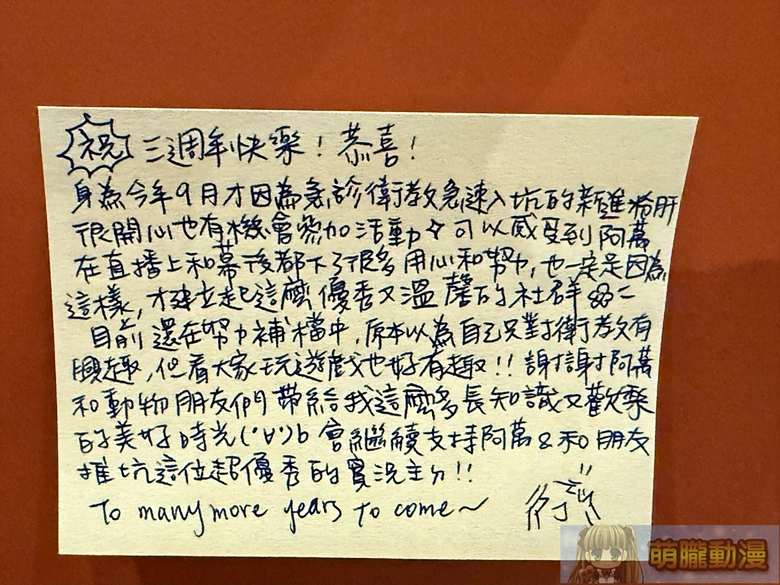 祝 三週年快樂！恭喜！
身為今年9月才因為急診衛教急速入坑的新雞豬肝
很開心也有機會參加活動✧可以感受到阿萬
在直播上和幕後都下了很多用心和努力，也一定是因為
這樣，才建立起這麼優秀又溫馨的社群
目前還在努力補檔中，原本以為自己只對衛教有
興趣，但看大家玩遊戲也好有趣!! 謝謝阿萬
和動物朋友們帶給我這麼多長知識又歡樂
的美好時光(・∀・)b 會繼續支持阿萬&和朋友
推坑這位超優秀的實況主分!!
To many more years to come~
萌朧動漫